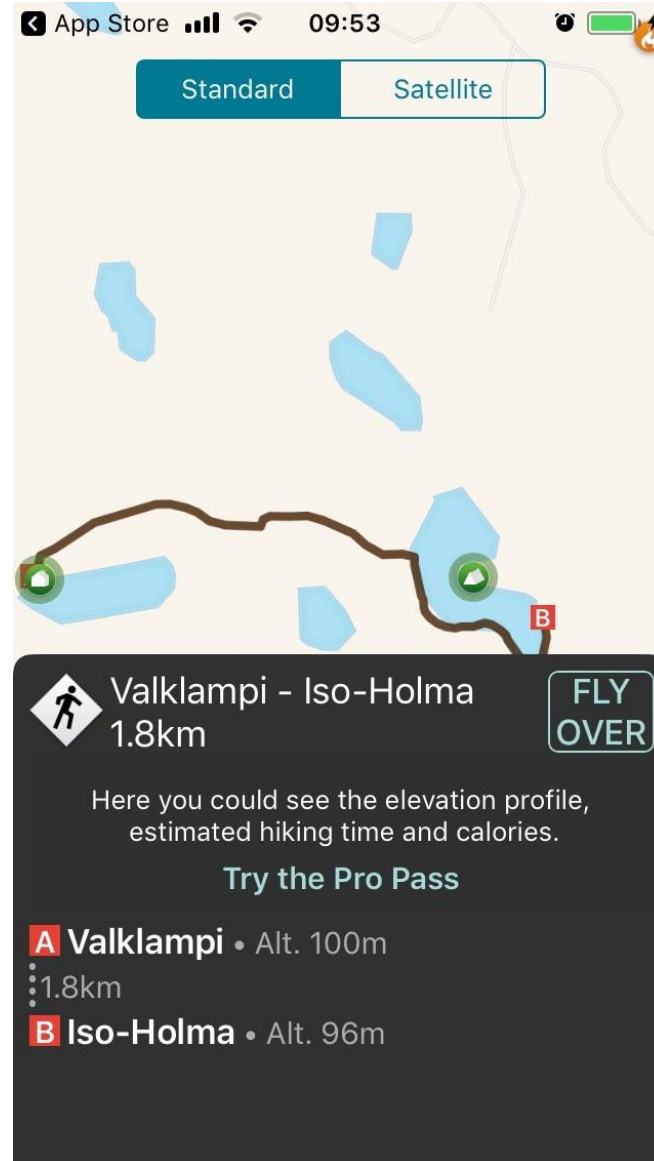 App Store 09:53
Standard Satellite
B
Valklampi - Iso-Holma
1.8km
FLY
OVER
Here you could see the elevation profile,
estimated hiking time and calories.
Try the Pro Pass
A Valklampi • Alt. 100m
1.8km
B Iso-Holma • Alt. 96m